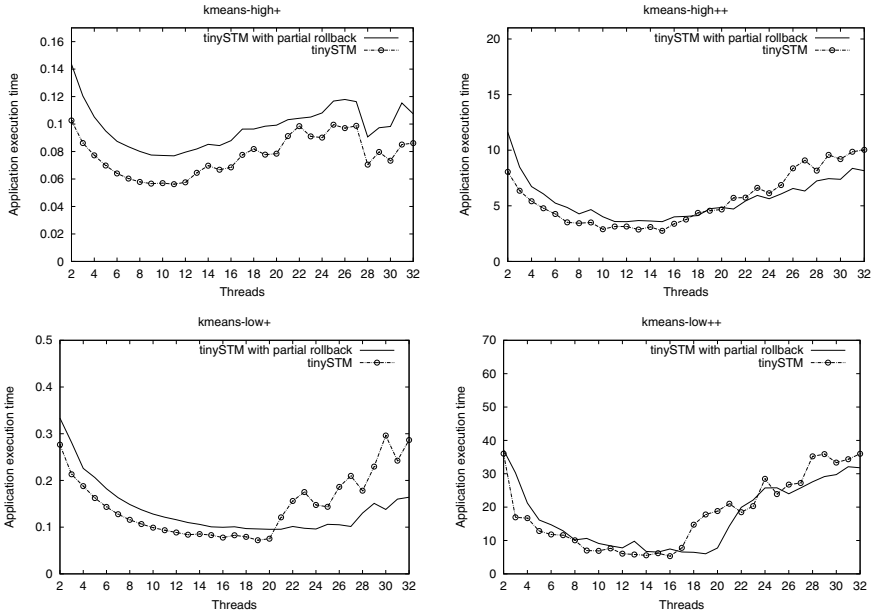 kmeans-high+
tinySTM with partial rollback
tinySTM
0.16
0.14
0.12
0.1
0.08
0.06
0.04
0.02
0
Application execution time
2 4 6 8 10 12 14 16 18 20 22 24 26 28 30 32
Threads
kmeans-high++
tinySTM with partial rollback
tinySTM
20
15
10
5
0
Application execution time
2 4 6 8 10 12 14 16 18 20 22 24 26 28 30 32
Threads
kmeans-low+
tinySTM with partial rollback
tinySTM
0.5
0.4
0.3
0.2
0.1
0
Application execution time
2 4 6 8 10 12 14 16 18 20 22 24 26 28 30 32
Threads
kmeans-low++
tinySTM with partial rollback
tinySTM
70
60
50
40
30
20
10
0
Application execution time
2 4 6 8 10 12 14 16 18 20 22 24 26 28 30 32
Threads